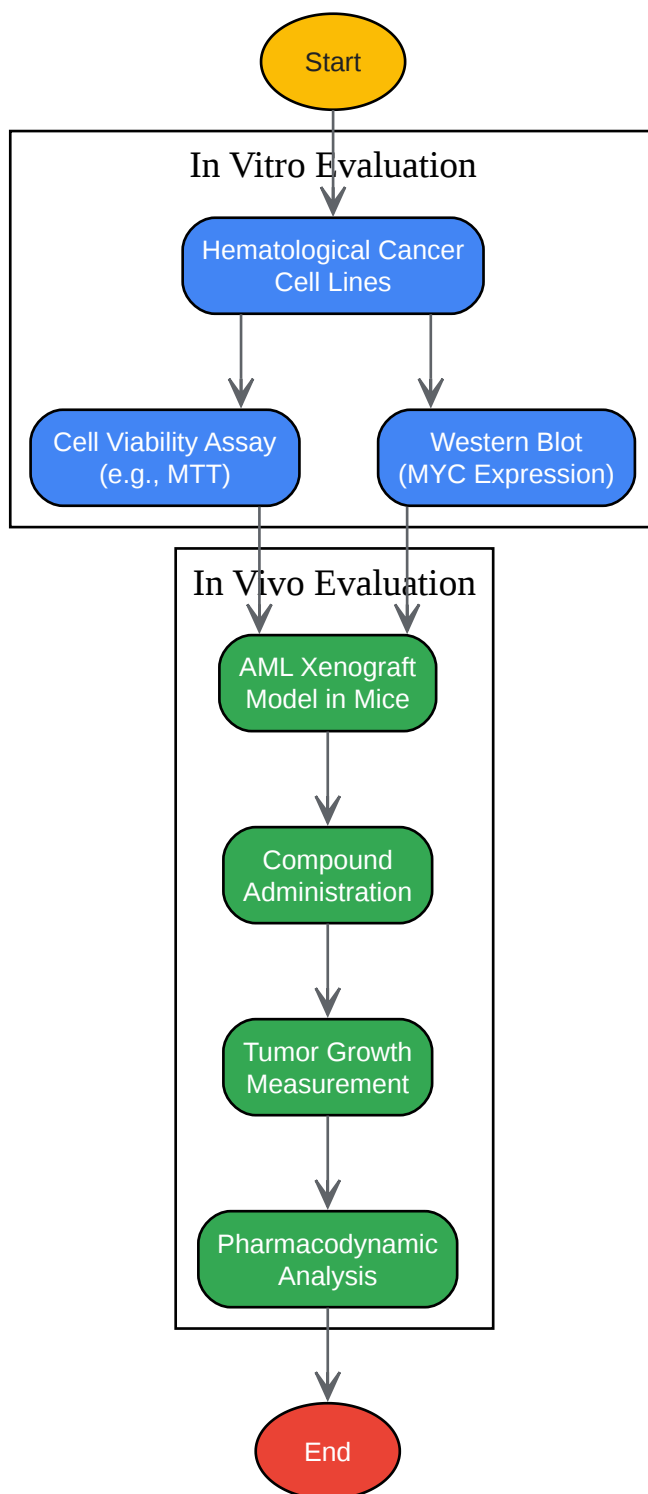 Start
In Vitro Evaluation
Hematological Cancer
Cell Lines
Cell Viability Assay
(e.g., MTT)
Western Blot
(MYC Expression)
In Vivo Evaluation
AML Xenograft
Model in Mice
Compound
Administration
Tumor Growth
Measurement
Pharmacodynamic
Analysis
End